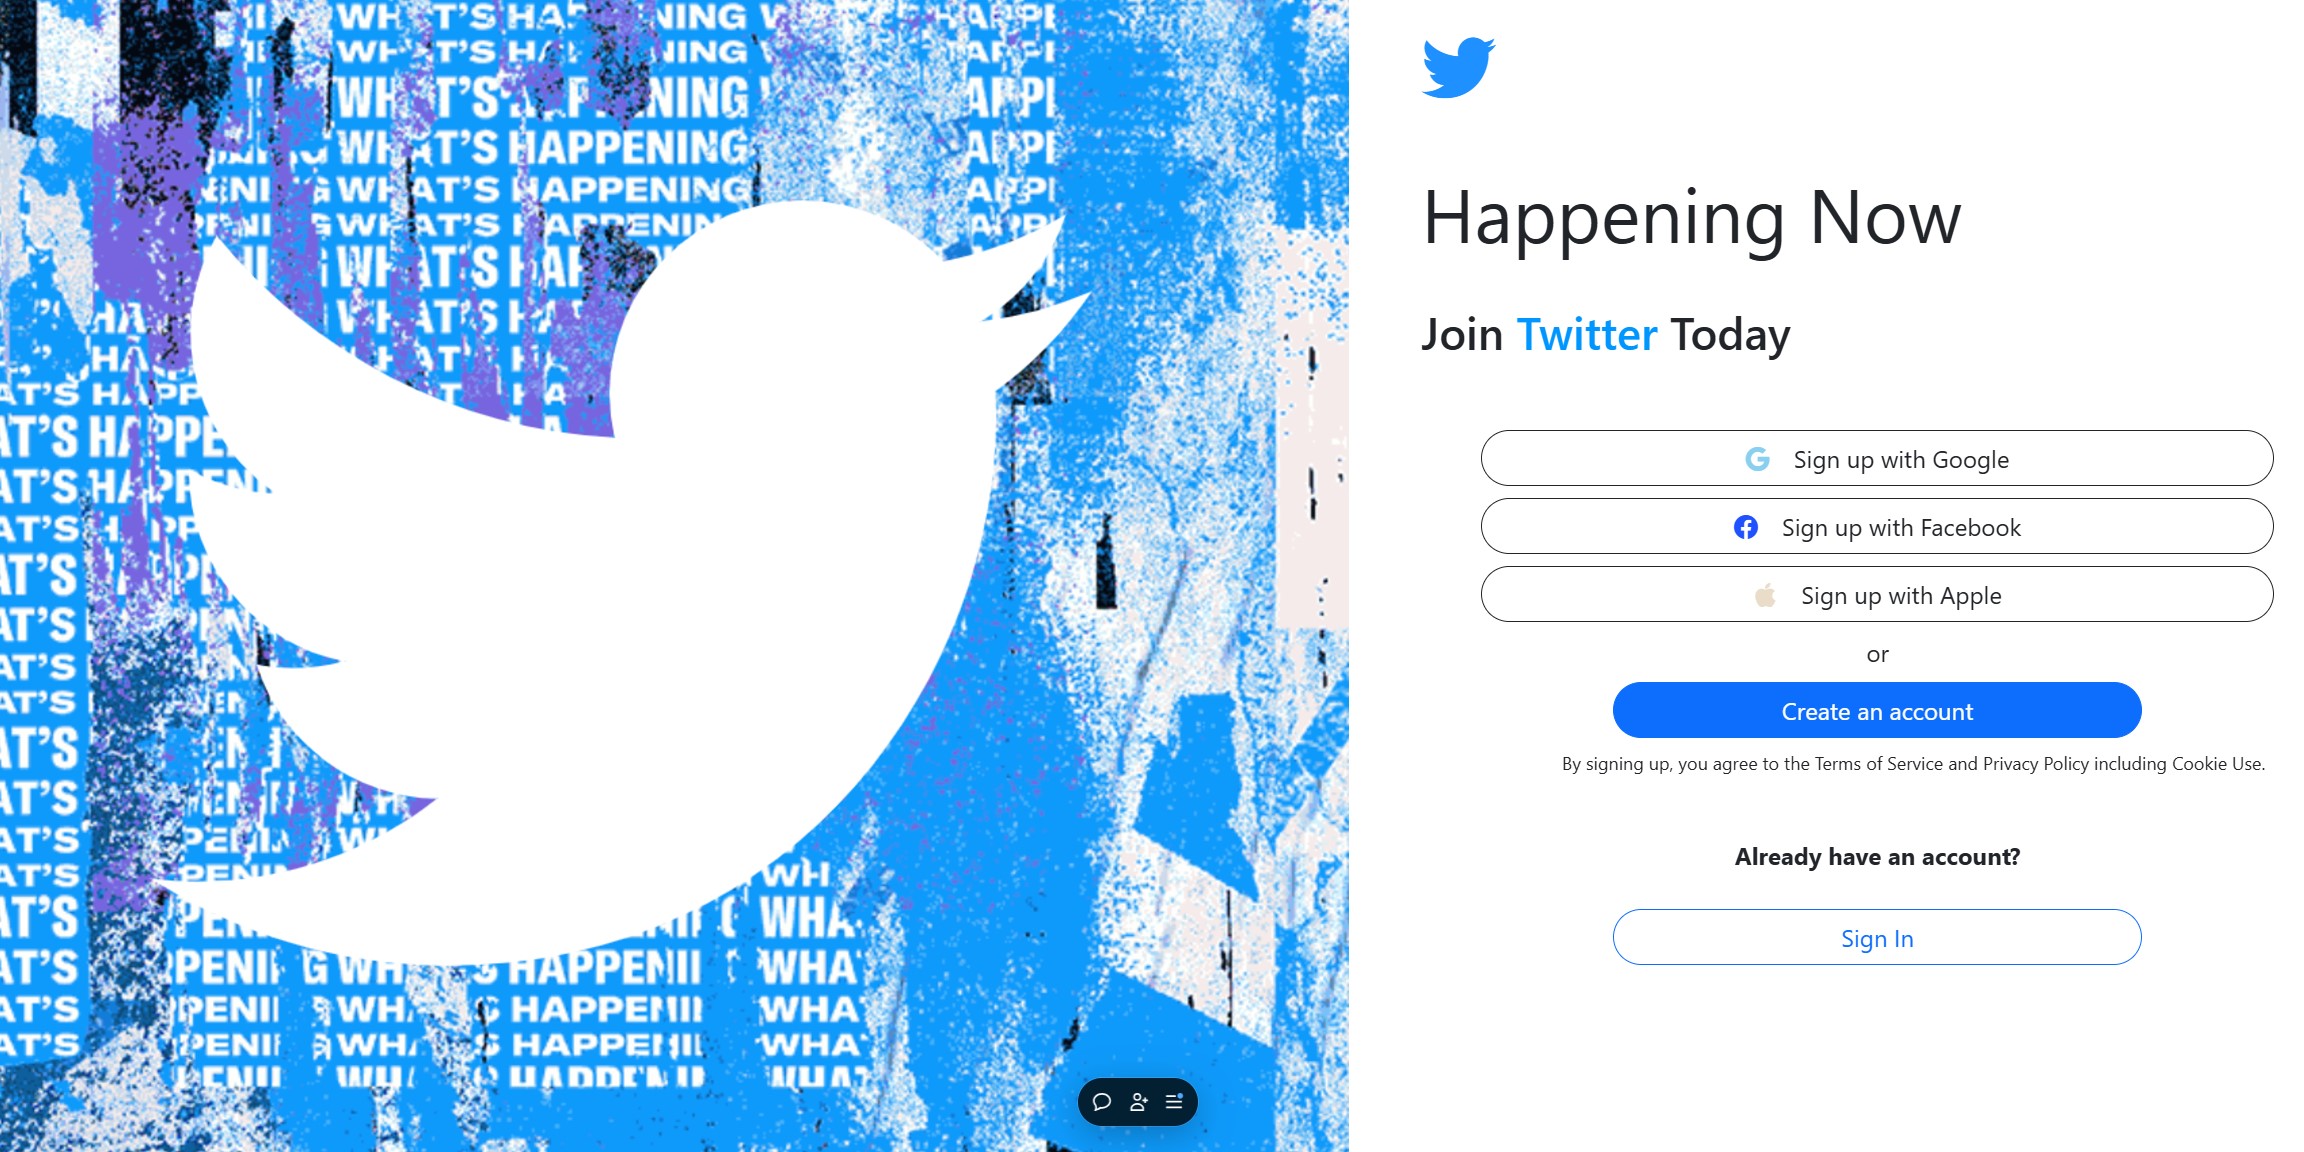 WHAT'S HAPPENING
WHAT'S HAPPENING
Happening Now
Join Twitter Today
Sign up with Google
Sign up with Facebook
Sign up with Apple
or
Create an account
By signing up, you agree to the Terms of Service and Privacy Policy including Cookie Use.
Already have an account?
Sign In